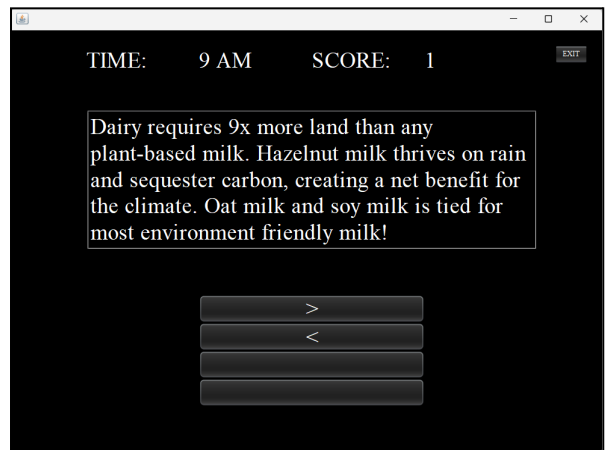 TIME: 9 AM SCORE: 1
EXIT
Dairy requires 9x more land than any
plant-based milk. Hazelnut milk thrives on rain
and sequester carbon, creating a net benefit for
the climate. Oat milk and soy milk is tied for
most environment friendly milk!
>
<